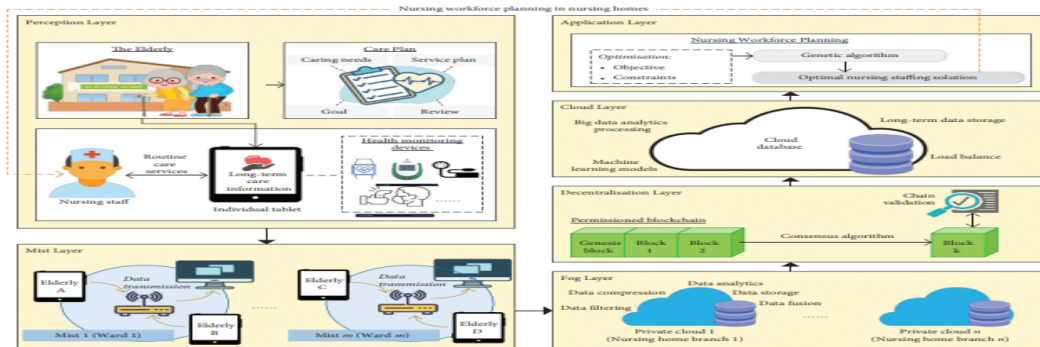 Nursing workforce planning in nursing homes
Perception Layer
The Elderly
NURSING HOME
Care Plan
Caring needs
Service plan
Goal
Review
Nursing staff
Routine
care
services
Long-term
care
information
Individual tablet
Health monitoring
devices
......
Mist Layer
Elderly
A
Data
transmission
Elderly
B
Mist 1 (Ward 1)
......
Elderly
C
Data
transmission
Elderly
D
Mist m (Ward m)
Application Layer
Nursing Workforce Planning
Optimisation:
• Objective
• Constraints
Genetic algorithm
Optimal nursing staffing solution
Cloud Layer
Big data analytics
processing
Machine
learning models
Cloud
database
Long-term data storage
Load balance
Decentralisation Layer
Permissioned blockchain
Genesis
block
Block
1
Block
2
Consensus algorithm
Chain
validation
Block
k
Fog Layer
Data analytics
Data compression
Data storage
Data filtering
Data fusion
Private cloud 1
(Nursing home branch 1)
......
Private cloud n
(Nursing home branch n)